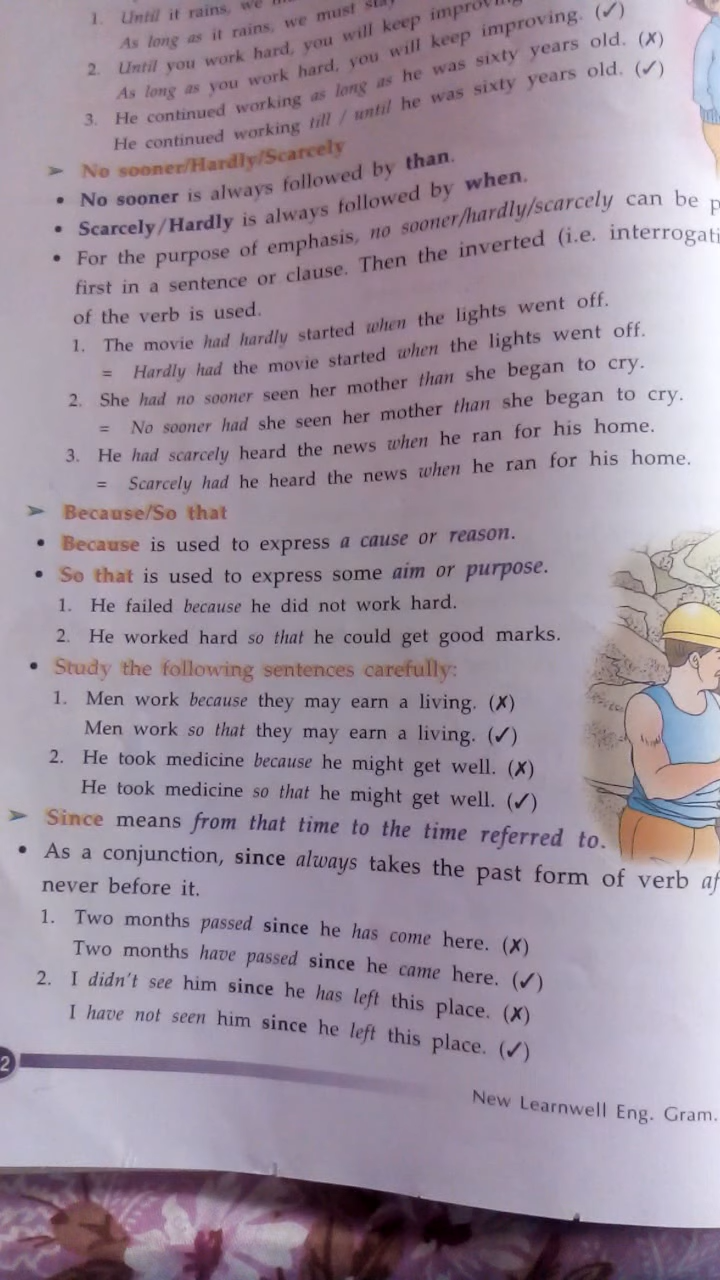 1. Until it rains, we
As long as it rains, we must stay
2. Until you work hard, you will keep improving. (✓)
As long as you work hard, you will keep improving. (✓)
3. He continued working as long as he was sixty years old. (✗)
He continued working till / until he was sixty years old. (✓)
➢ No sooner/Hardly/Scarcely
• No sooner is always followed by than.
• Scarcely/Hardly is always followed by when.
• For the purpose of emphasis, no sooner/hardly/scarcely can be p
first in a sentence or clause. Then the inverted (i.e. interrogati
of the verb is used.
1. The movie had hardly started when the lights went off.
= Hardly had the movie started when the lights went off.
2. She had no sooner seen her mother than she began to cry.
= No sooner had she seen her mother than she began to cry.
3. He had scarcely heard the news when he ran for his home.
= Scarcely had he heard the news when he ran for his home.
➢ Because/So that
• Because is used to express a cause or reason.
• So that is used to express some aim or purpose.
1. He failed because he did not work hard.
2. He worked hard so that he could get good marks.
• Study the following sentences carefully:
1. Men work because they may earn a living. (✗)
Men work so that they may earn a living. (✓)
2. He took medicine because he might get well. (✗)
He took medicine so that he might get well. (✓)
➢ Since means from that time to the time referred to.
• As a conjunction, since always takes the past form of verb af
never before it.
1. Two months passed since he has come here. (✗)
Two months have passed since he came here. (✓)
2. I didn't see him since he has left this place. (✗)
I have not seen him since he left this place. (✓)
2
New Learnwell Eng. Gram.